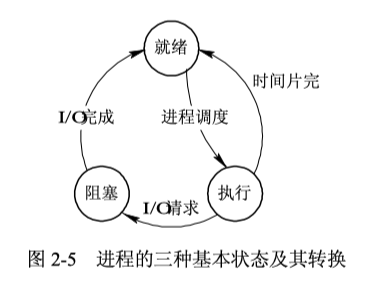 就绪
时间片完
I/O完成
进程调度
阻塞
执行
I/O请求
图 2-5 进程的三种基本状态及其转换